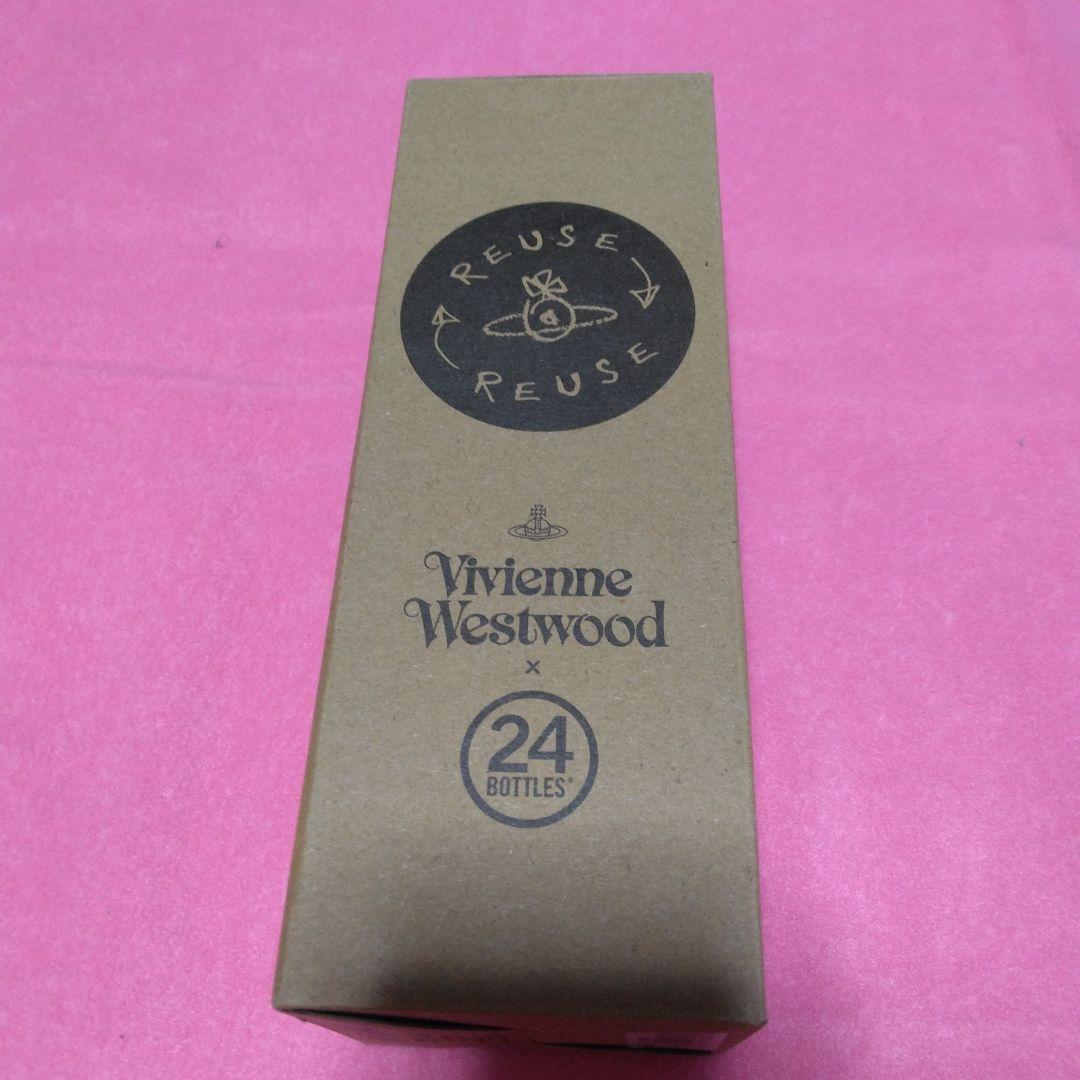 REUSE
REUSE
Vivienne
Westwood
x
24
BOTTLES®